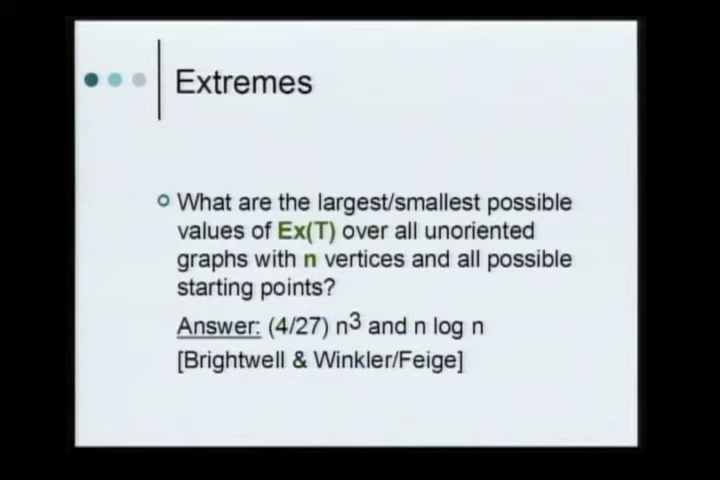 Extremes
What are the largest/smallest possible
values of Ex(T) over all unoriented
graphs with n vertices and all possible
starting points?
Answer: (4/27) n³ and n log n
[Brightwell & Winkler/Feige]